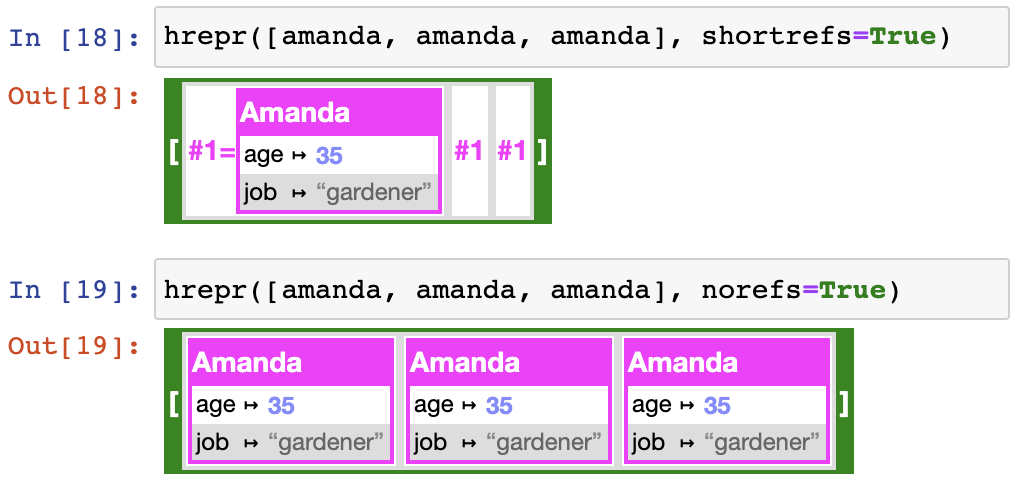 In [18]: hrepr([amanda, amanda, amanda], shortrefs=True)
Out[18]:
Amanda
[ #1= age ↦ 35 #1 #1 ]
job ↦ “gardener”
In [19]: hrepr([amanda, amanda, amanda], norefs=True)
Out[19]:
Amanda Amanda Amanda
[ age ↦ 35 age ↦ 35 age ↦ 35 ]
job ↦ “gardener” job ↦ “gardener” job ↦ “gardener”